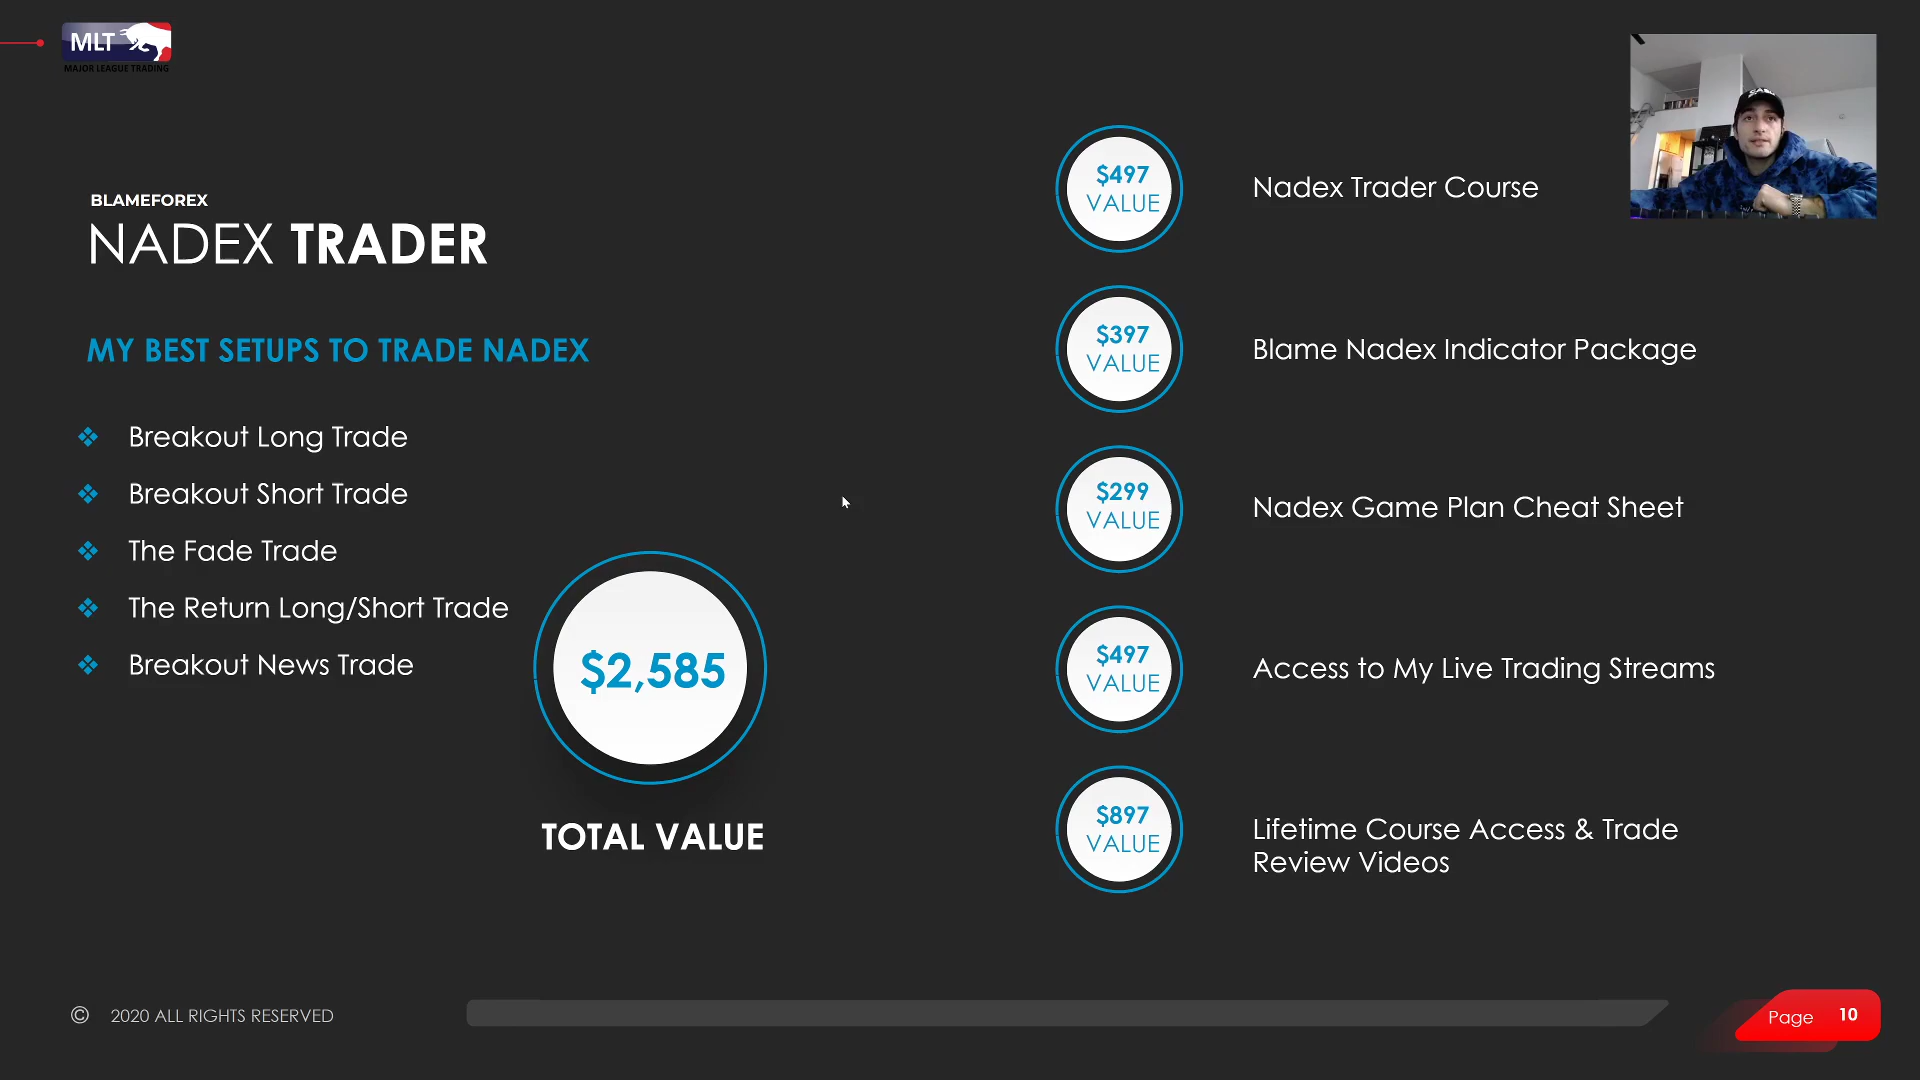 MLT
MAJOR LEAGUE TRADING
BLAMEFOREX
NADEX TRADER
MY BEST SETUPS TO TRADE NADEX
Breakout Long Trade
Breakout Short Trade
The Fade Trade
The Return Long/Short Trade
Breakout News Trade
$2,585
TOTAL VALUE
$497
VALUE
Nadex Trader Course
$397
VALUE
Blame Nadex Indicator Package
$299
VALUE
Nadex Game Plan Cheat Sheet
$497
VALUE
Access to My Live Trading Streams
$897
VALUE
Lifetime Course Access & Trade
Review Videos
© 2020 ALL RIGHTS RESERVED
Page 10